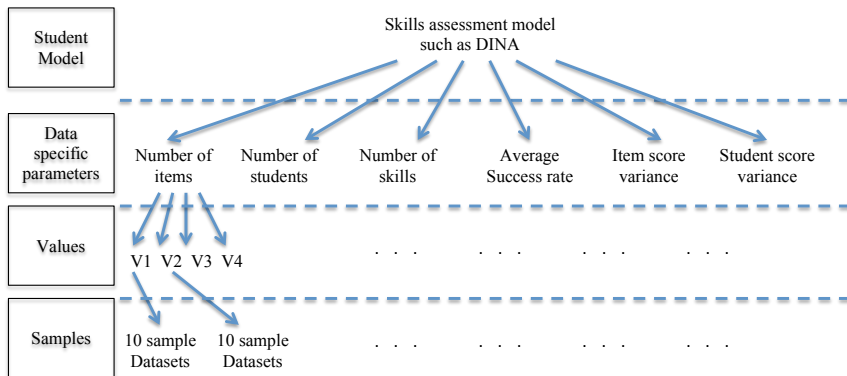 Student
Model
Skills assessment model
such as DINA
Data
specific
parameters
Number of
items
Number of
students
Number of
skills
Average
Success rate
Item score
variance
Student score
variance
Values
V1 V2 V3 V4
. . . . . . . . . . . .
Samples
10 sample
Datasets
10 sample
Datasets
. . . . . . . . . . . .